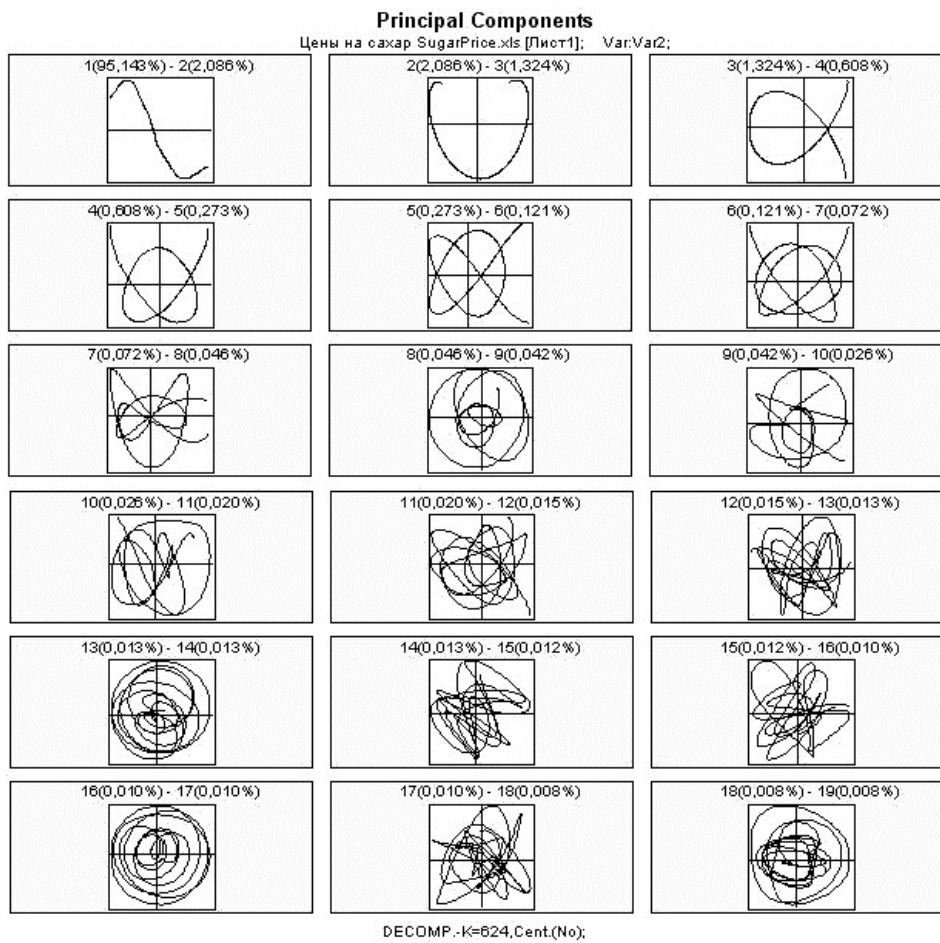 Principal Components
Цены на сахар SugarPrice.xls [Лист1]; Var:Var2;
1(95,143%) - 2(2,086%)
2(2,086%) - 3(1,324%)
3(1,324%) - 4(0,608%)
4(0,608%) - 5(0,273%)
5(0,273%) - 6(0,121%)
6(0,121%) - 7(0,072%)
7(0,072%) - 8(0,046%)
8(0,046%) - 9(0,042%)
9(0,042%) - 10(0,026%)
10(0,026%) - 11(0,020%)
11(0,020%) - 12(0,015%)
12(0,015%) - 13(0,013%)
13(0,013%) - 14(0,013%)
14(0,013%) - 15(0,012%)
15(0,012%) - 16(0,010%)
16(0,010%) - 17(0,010%)
17(0,010%) - 18(0,008%)
18(0,008%) - 19(0,008%)
DECOMP.-K=624,Cent.(No);